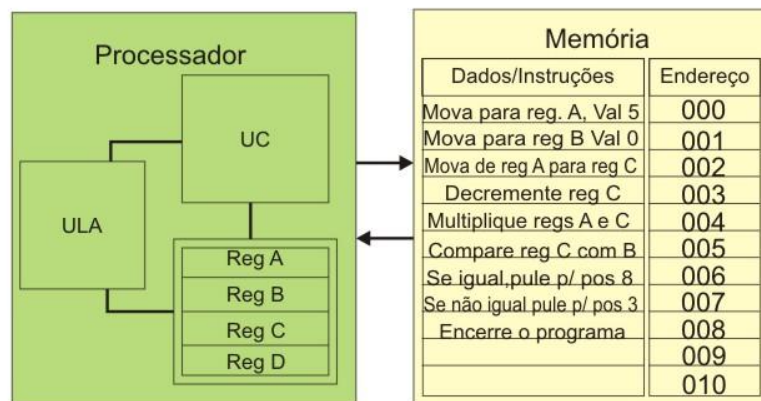 Processador
UC
ULA
Reg A
Reg B
Reg C
Reg D
Memória
Dados/Instruções Endereço
Mova para reg. A, Val 5 000
Mova para reg B Val 0 001
Mova de reg A para reg C 002
Decremente reg C 003
Multiplique regs A e C 004
Compare reg C com B 005
Se igual,pule p/ pos 8 006
Se não igual pule p/ pos 3 007
Encerre o programa 008
009
010